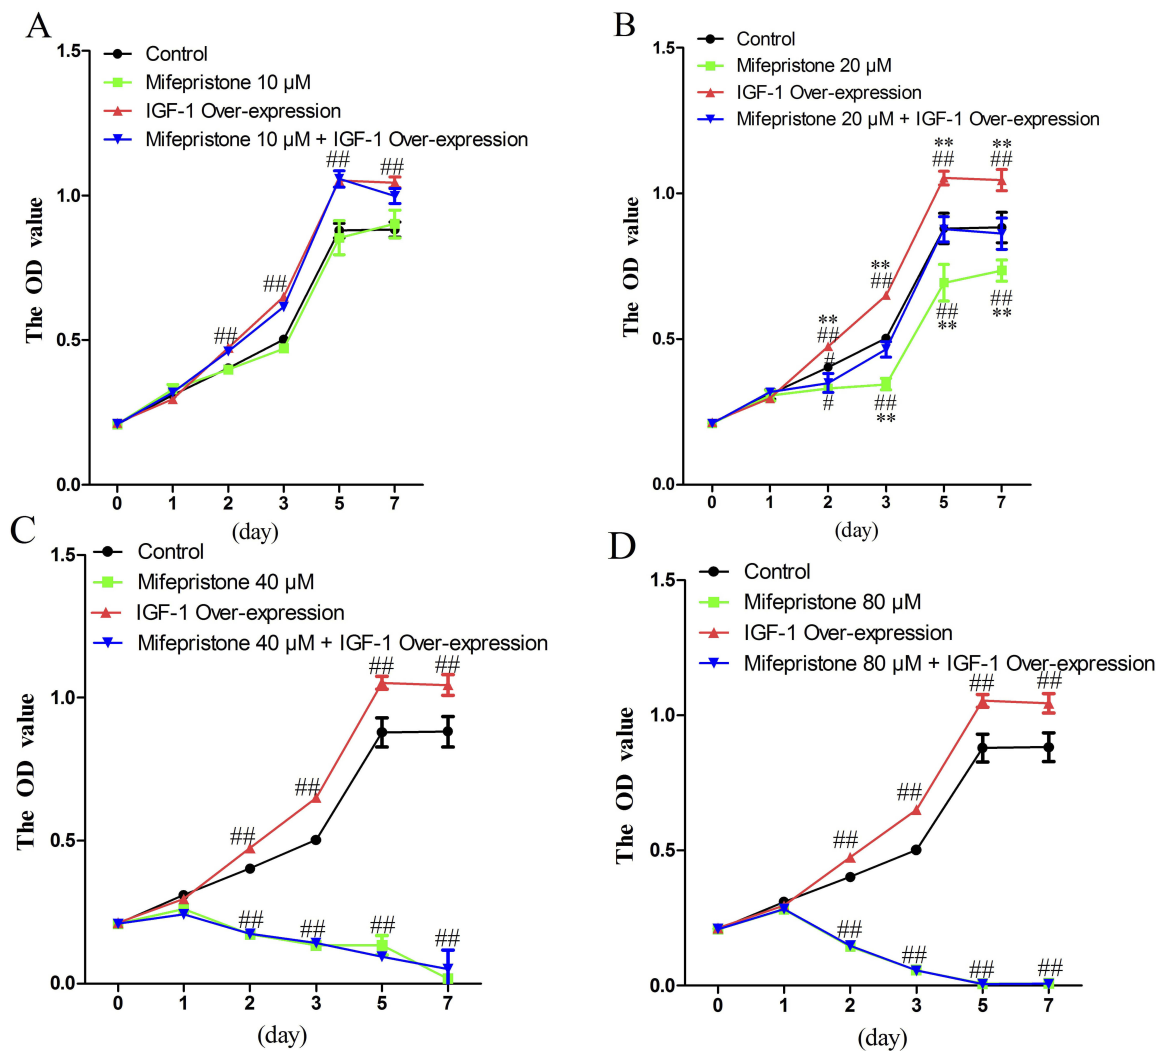 A
1.5
Control
Mifepristone 10 μM
IGF-1 Over-expression
Mifepristone 10 μM + IGF-1 Over-expression
## ##
1.0
##
##
0.5
0.0
The OD value
0 1 2 3 5 7
(day)
B
1.5
Control
Mifepristone 20 μM
IGF-1 Over-expression
Mifepristone 20 μM + IGF-1 Over-expression
** **
## ##
1.0
**
##
**
##
#
## ##
** **
0.5
#
##
**
0.0
The OD value
0 1 2 3 5 7
(day)
C
1.5
Control
Mifepristone 40 μM
IGF-1 Over-expression
Mifepristone 40 μM + IGF-1 Over-expression
## ##
1.0
##
##
0.5
## ## ## ##
0.0
The OD value
0 1 2 3 5 7
(day)
D
1.5
Control
Mifepristone 80 μM
IGF-1 Over-expression
Mifepristone 80 μM + IGF-1 Over-expression
## ##
1.0
##
##
0.5
## ## ## ##
0.0
The OD value
0 1 2 3 5 7
(day)